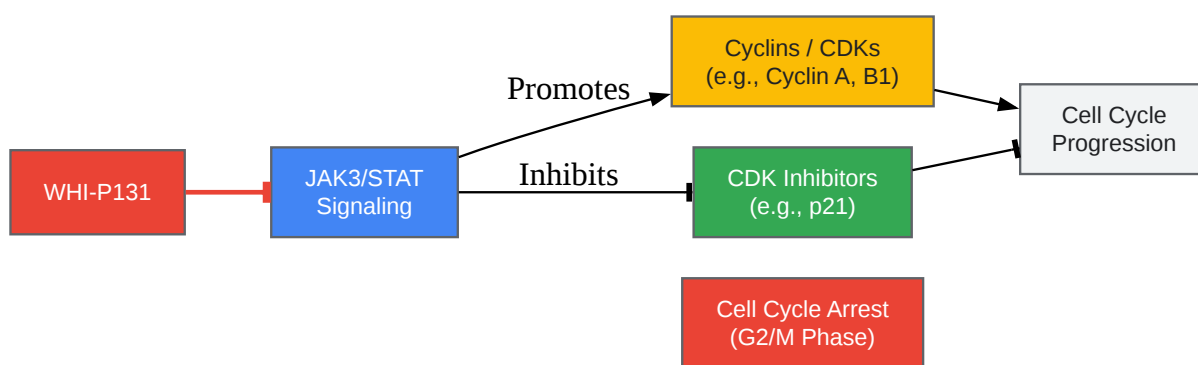 WHI-P131
JAK3/STAT
Signaling
Promotes
Inhibits
Cyclins / CDKs
(e.g., Cyclin A, B1)
CDK Inhibitors
(e.g., p21)
Cell Cycle
Progression
Cell Cycle Arrest
(G2/M Phase)